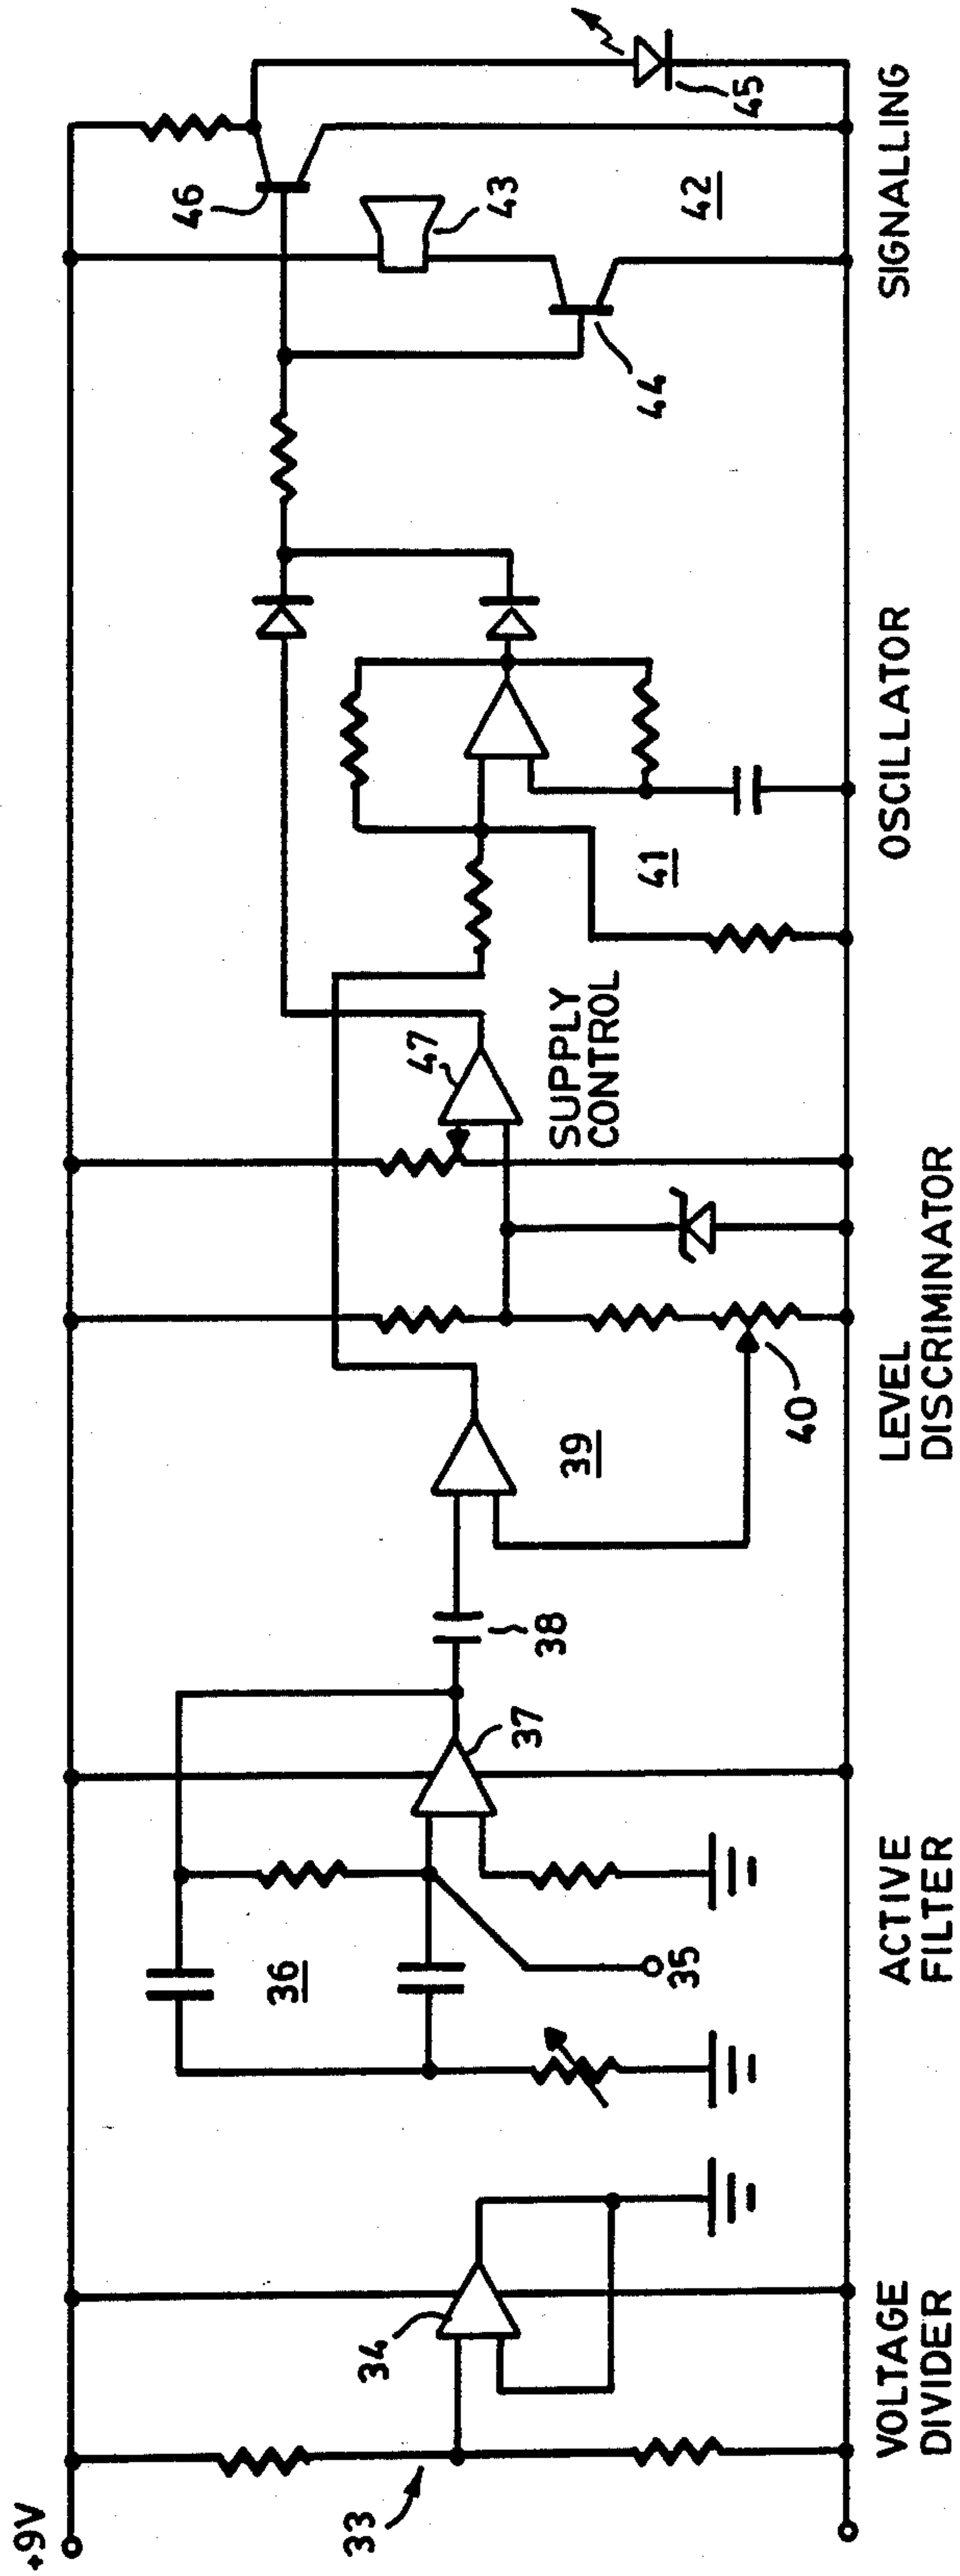 +9V
33
34
35
36
37
38
39
40
47
SUPPLY
CONTROL
41
46
43
44
42
45
VOLTAGE
DIVIDER
ACTIVE
FILTER
LEVEL
DISCRIMINATOR
OSCILLATOR
SIGNALLING